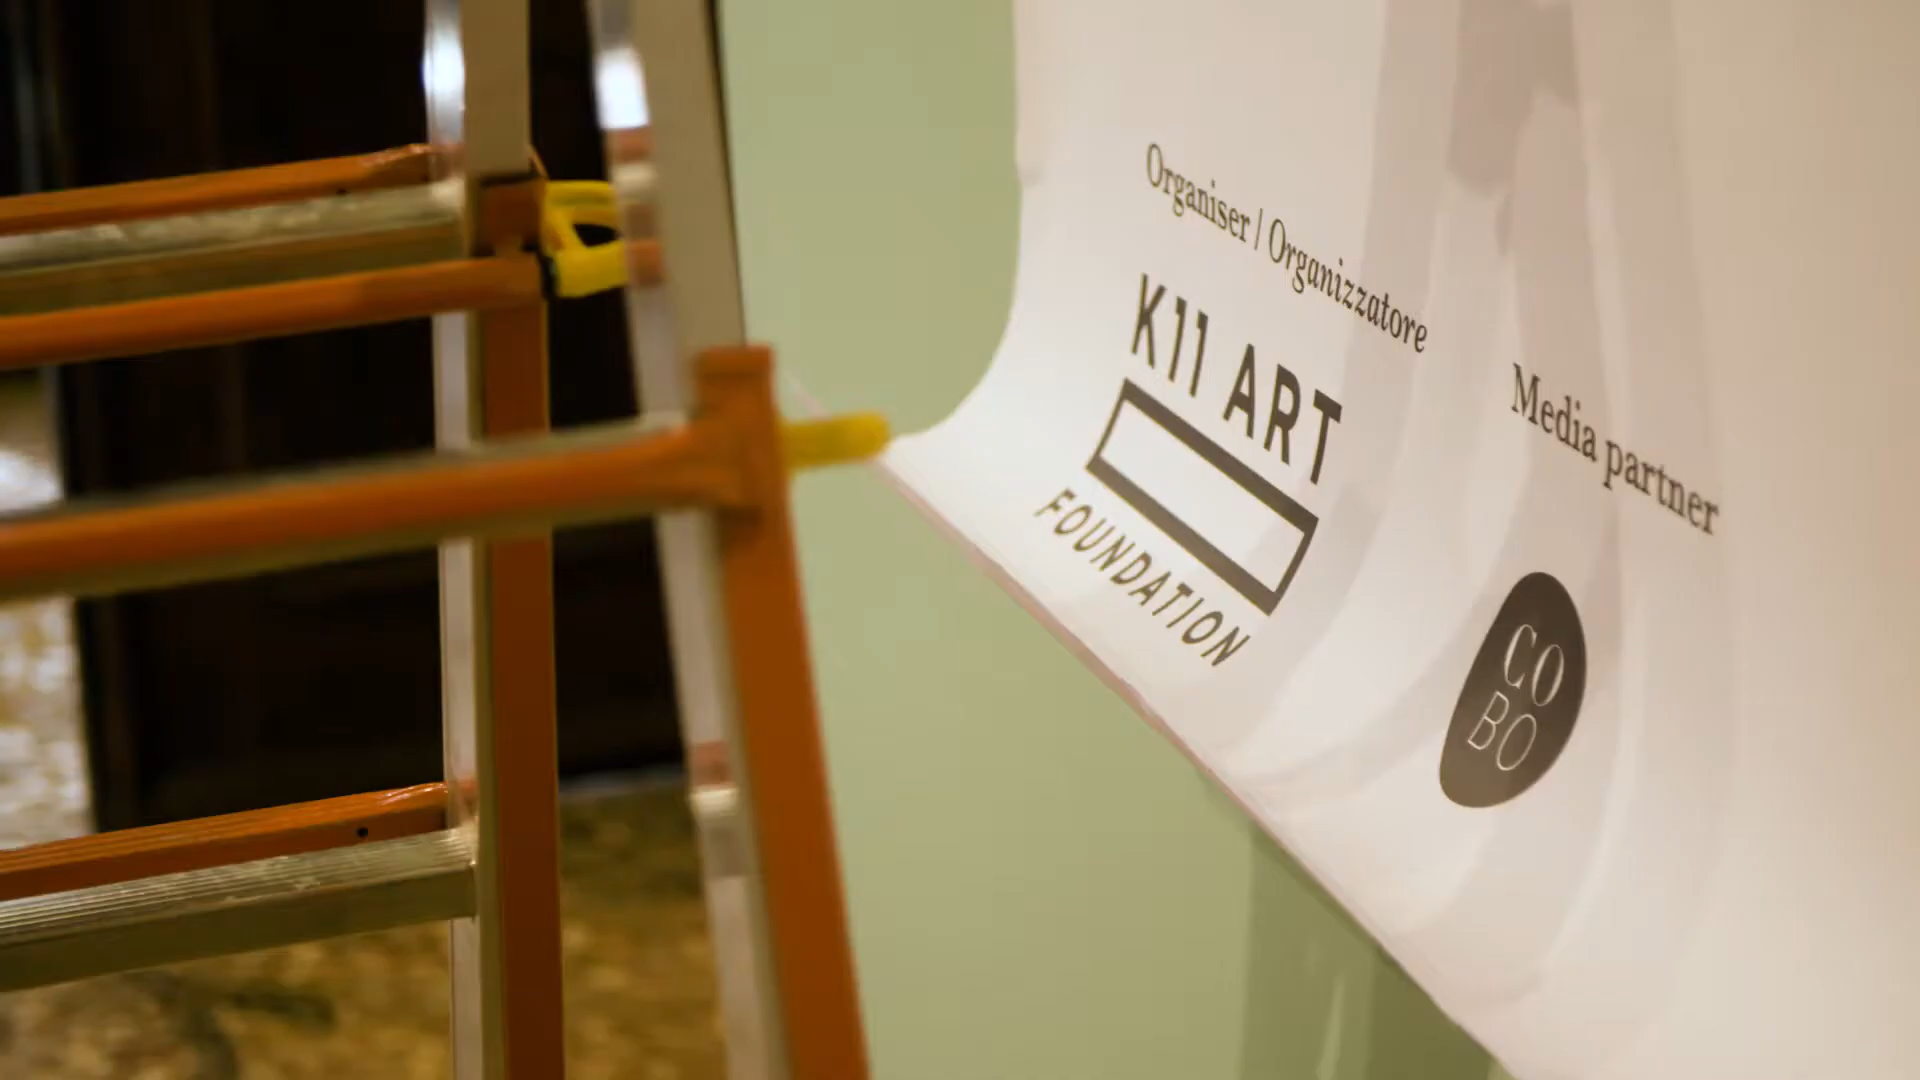 Organiser | Organizzatore
K11 ART
FOUNDATION
Media partner
CO
BO